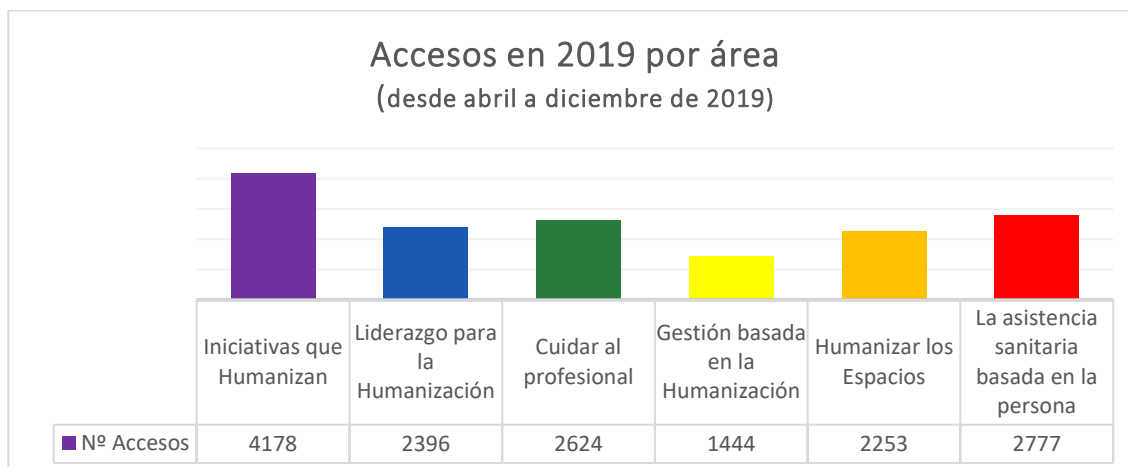 Accesos en 2019 por área
(desde abril a diciembre de 2019)
Iniciativas que
Humanizan
Liderazgo para
la
Humanización
Cuidar al
profesional
Gestión basada
en la
Humanización
Humanizar los
Espacios
La asistencia
sanitaria
basada en la
persona
Nº Accesos 4178 2396 2624 1444 2253 2777